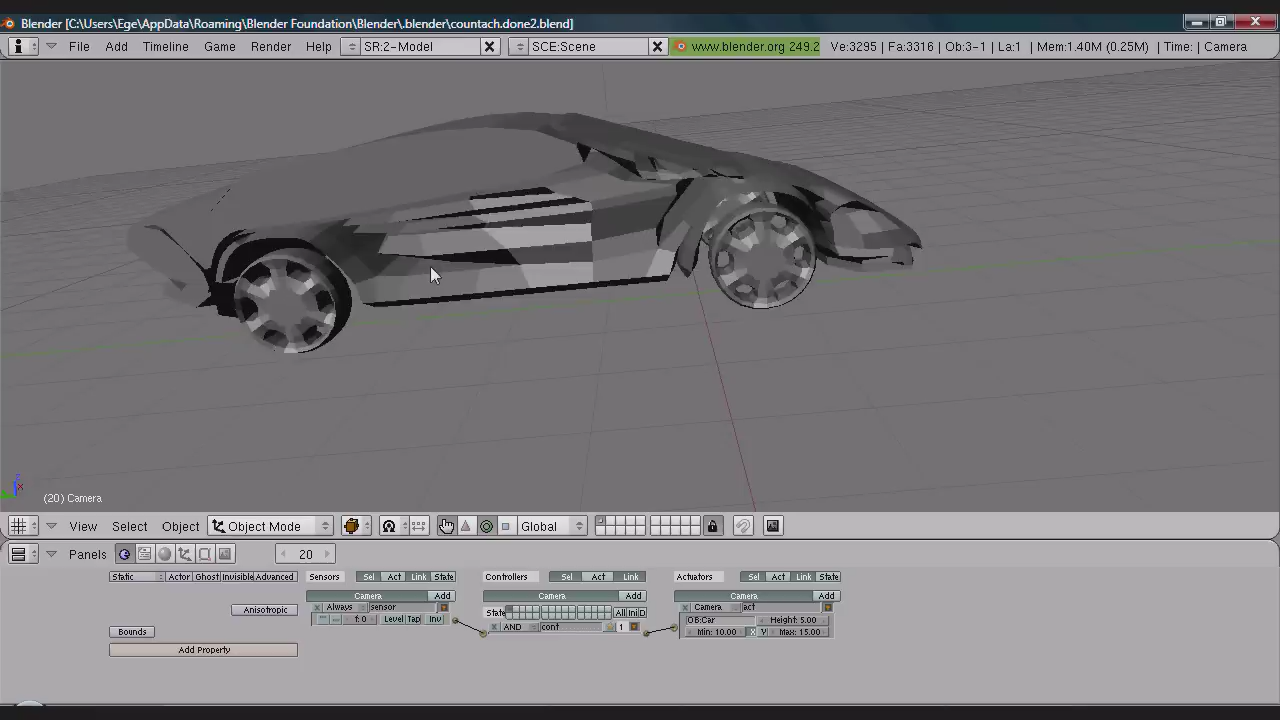 Blender [C:\Users\Ege\AppData\Roaming\Blender Foundation\Blender\.blender\countach.done2.blend]
File Add Timeline Game Render Help SR:2-Model SCE:Scene www.blender.org 249.2 Ve:3295 | Fa:3316 | Ob:3-1 | La:1 | Mem:1.40M (0.25M) | Time: | Camera
(20) Camera
View Select Object Object Mode Global
Panels 20
Static Actor Ghost Invisible Advanced Sensors Sel Act Link State Controllers Sel Act Link Actuators Sel Act Link State
Camera Add Camera Add Camera Add
Anisotropic Always sensor State All Ini D Camera act
f: 0 Level Tap Inv AND cont 1 OB:Car Height: 5.00
Bounds Min: 10.00 X Y Max: 15.00
Add Property